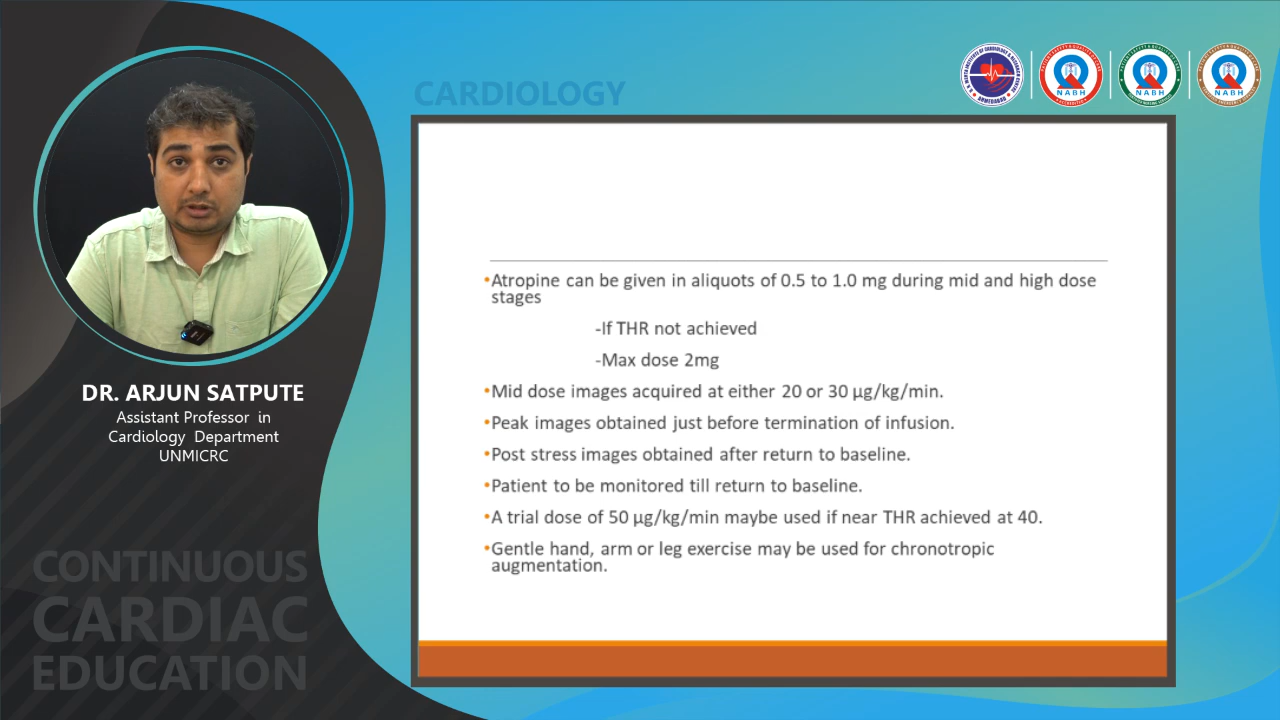 CARDIOLOGY
NABH
NABH
NABH
•Atropine can be given in aliquots of 0.5 to 1.0 mg during mid and high dose
stages
-If THR not achieved
-Max dose 2mg
•Mid dose images acquired at either 20 or 30 µg/kg/min.
•Peak images obtained just before termination of infusion.
•Post stress images obtained after return to baseline.
•Patient to be monitored till return to baseline.
•A trial dose of 50 µg/kg/min maybe used if near THR achieved at 40.
•Gentle hand, arm or leg exercise may be used for chronotropic
augmentation.
DR. ARJUN SATPUTE
Assistant Professor in
Cardiology Department
UNMICRC
CONTINUOUS
CARDIAC
EDUCATION